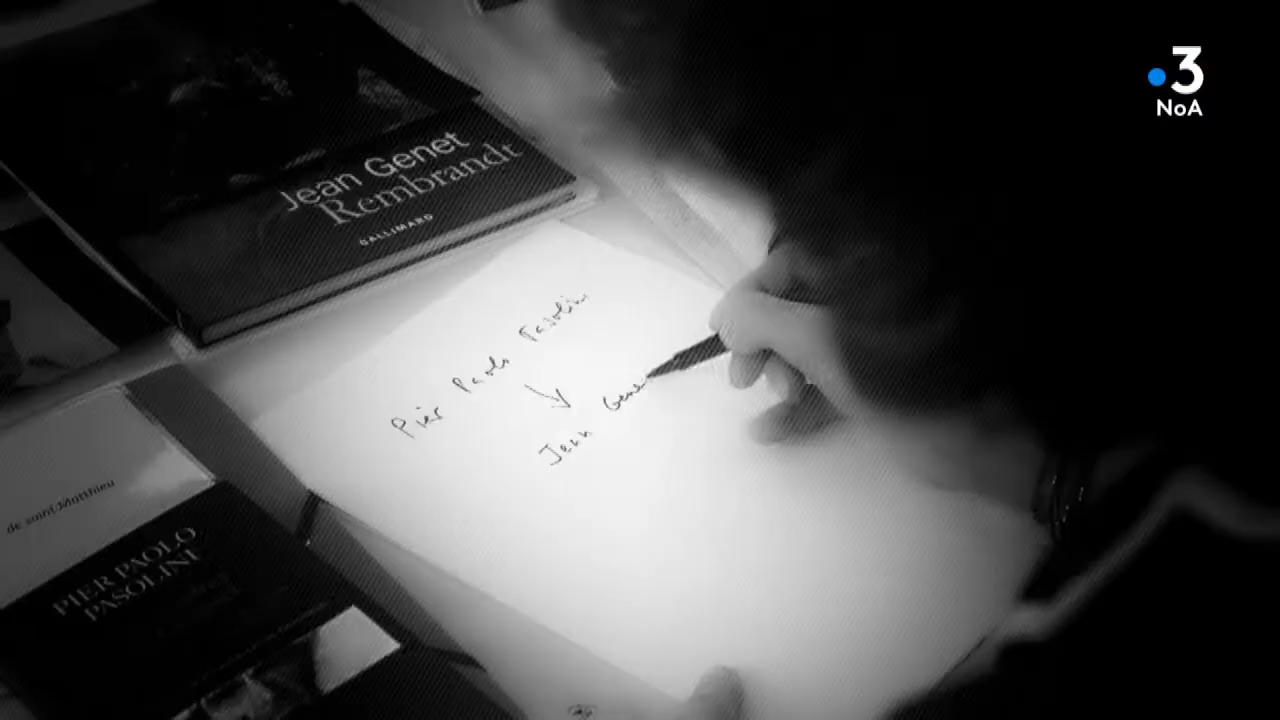 3
NoA
Jean Genet
Rembrandt
GALLIMARD
Pier Paolo Pasolini
Jean Gene
de saint Matthieu
PIER PAOLO
PASOLINI